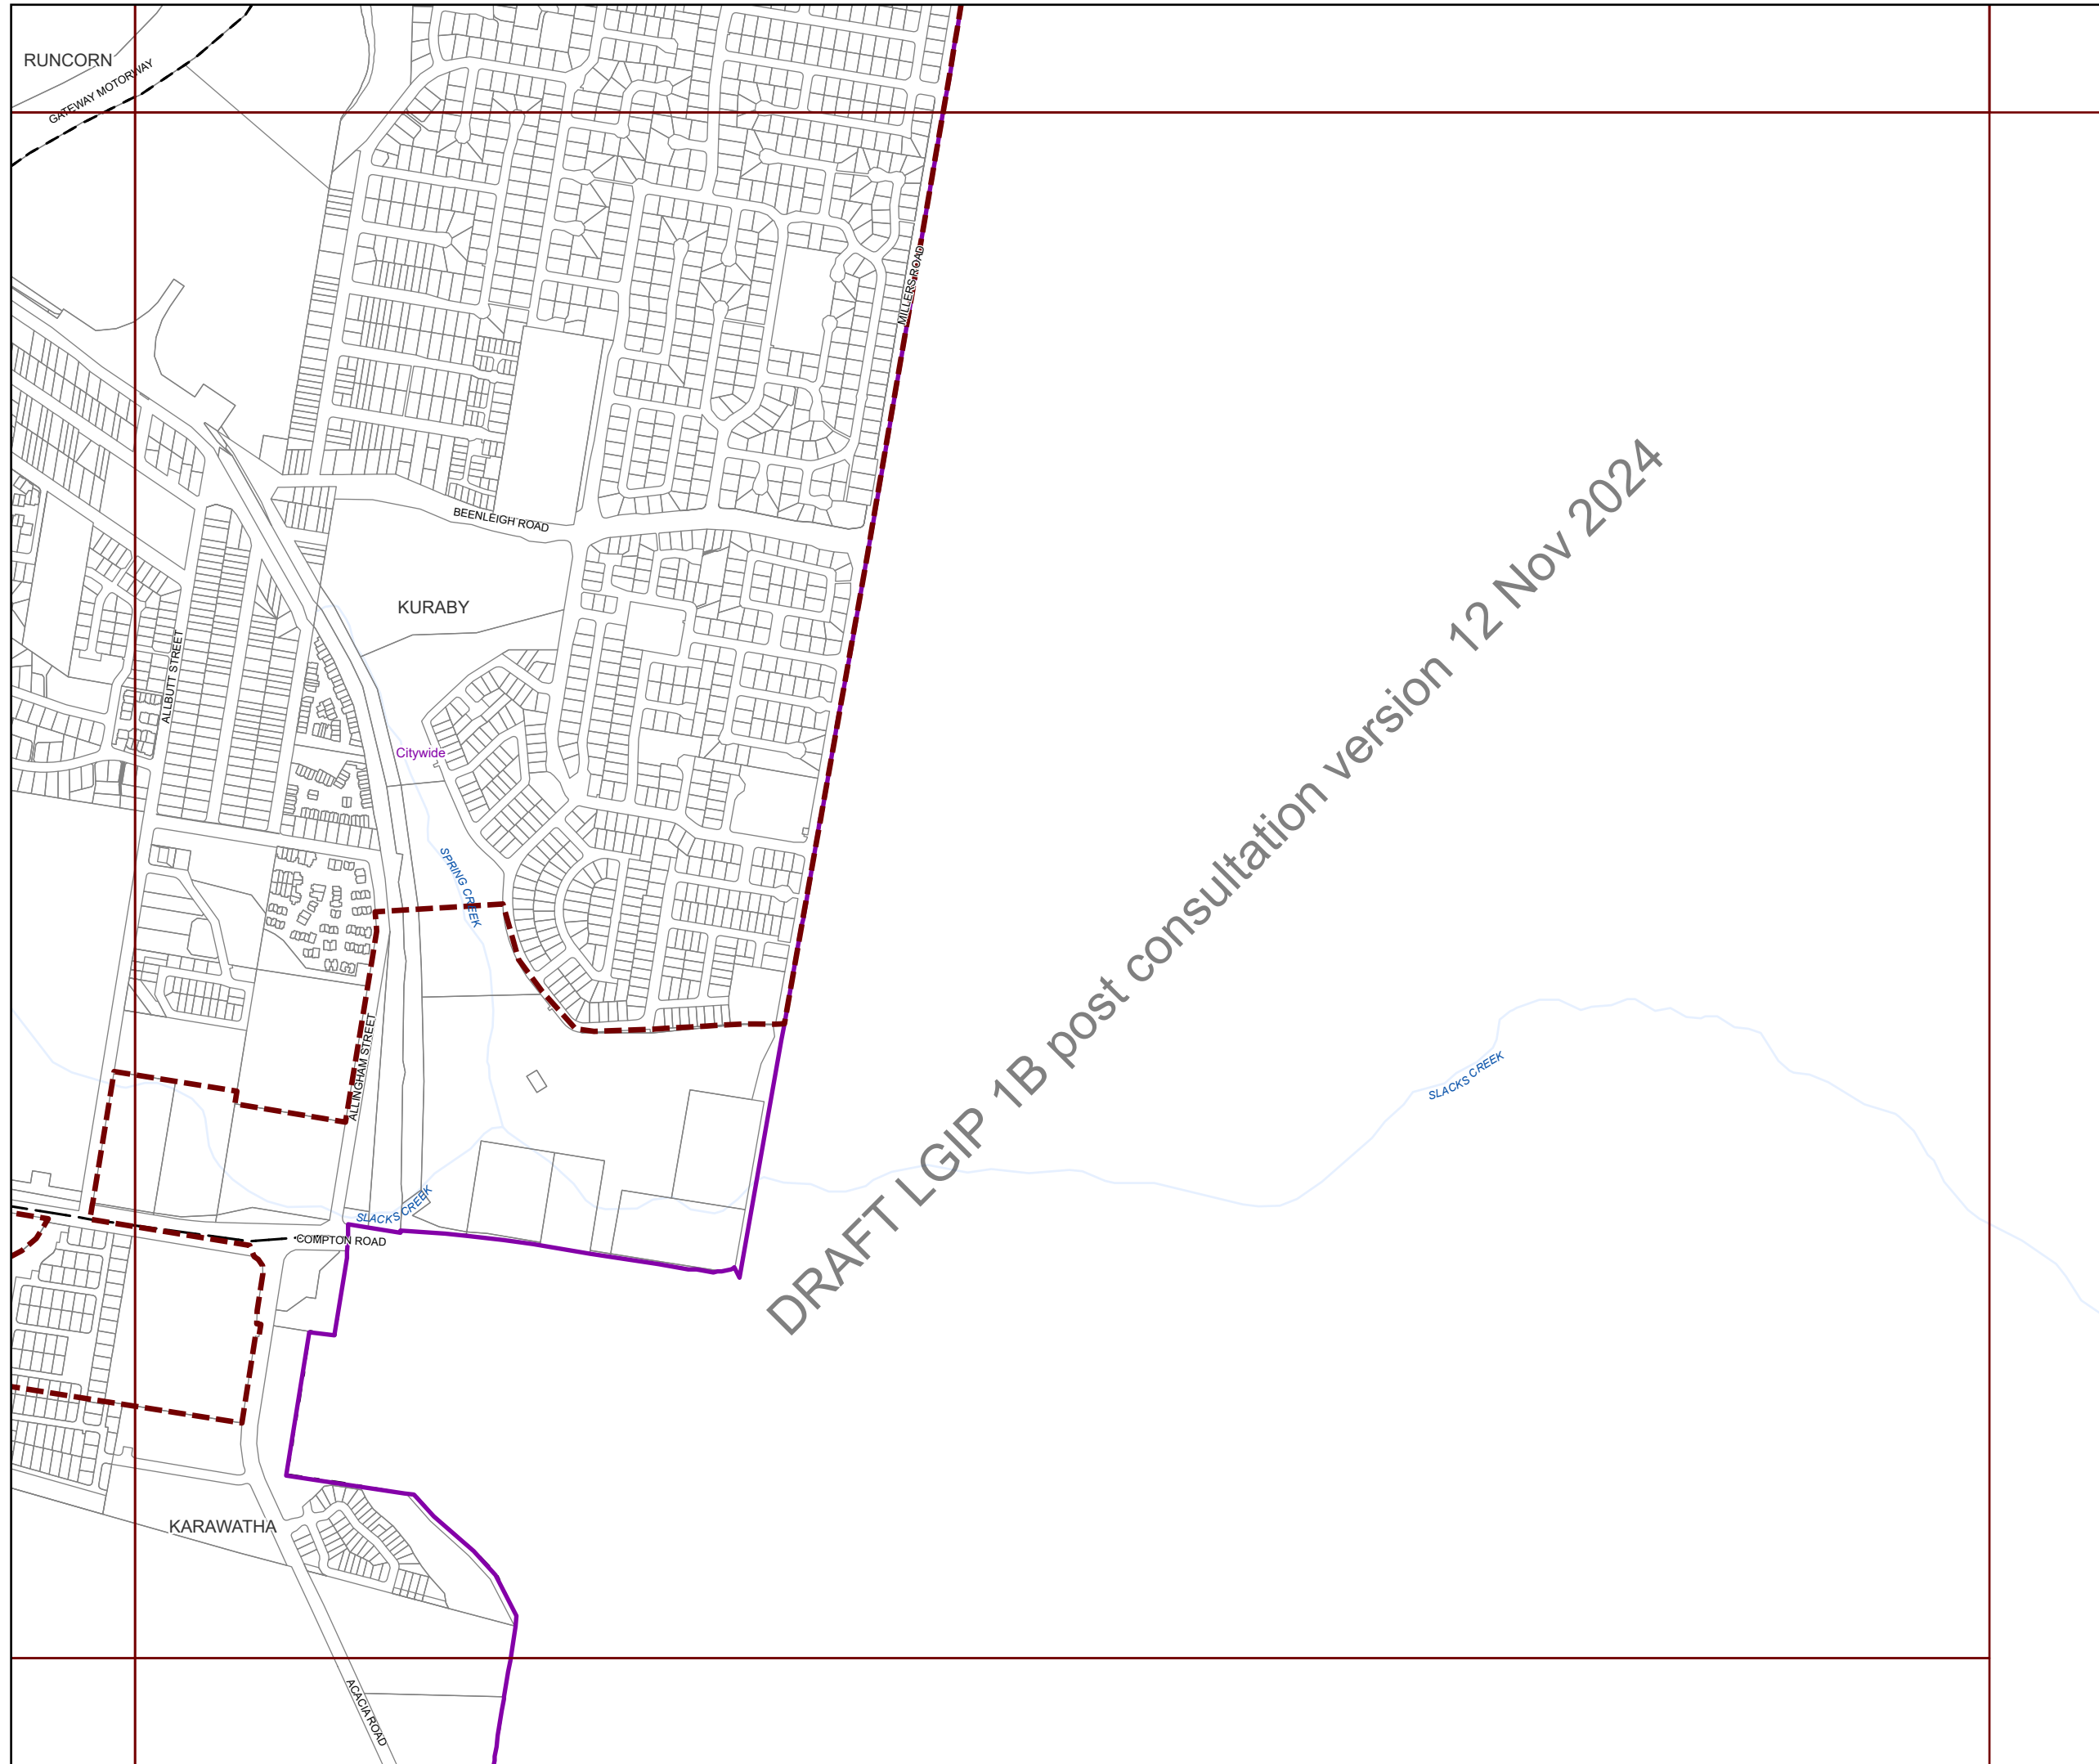 RUNCORN
GATEWAY MOTORWAY
MILLERS ROAD
BEENLEIGH ROAD
KURABY
ALLBUTT STREET
Citywide
SPRING CREEK
DRAFT LGIP 1B post consultation version 12 Nov 2024
ALLINGHAM STREET
SLACKS CREEK
SLACKS CREEK
COMPTON ROAD
KARAWATHA
ACACIA ROAD